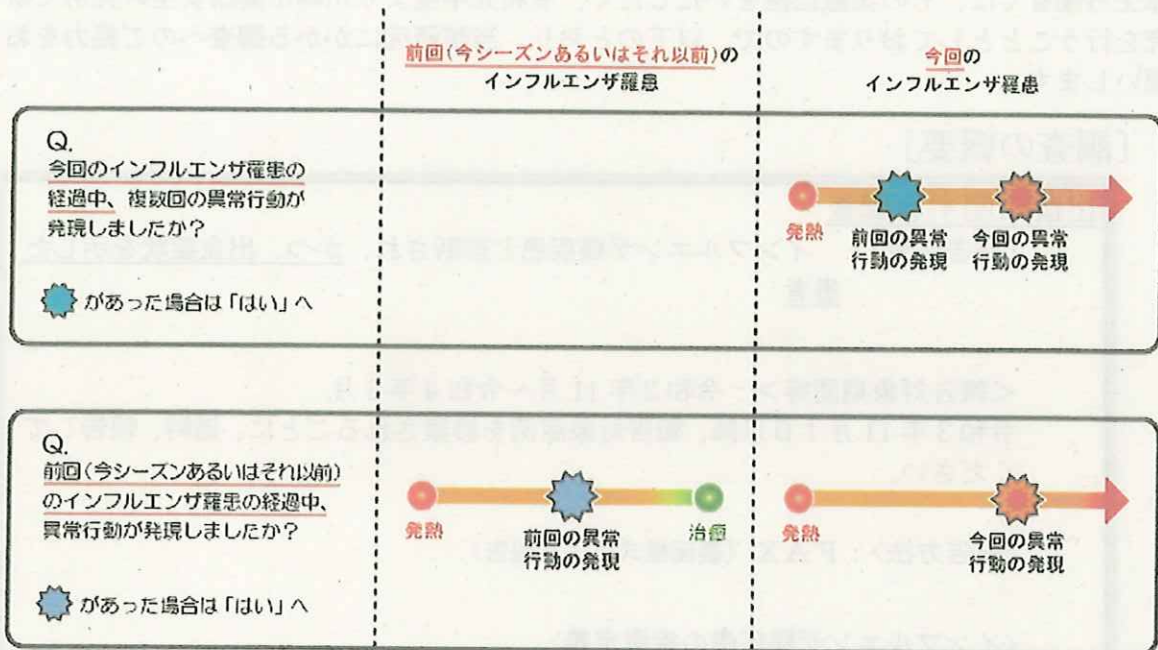 前回(今シーズンあるいはそれ以前)の
インフルエンザ罹患
今回の
インフルエンザ罹患
Q.
今回のインフルエンザ罹患の
経過中、複数回の異常行動が
発現しましたか?
があった場合は「はい」へ
発熱
前回の異常
行動の発現
今回の異常
行動の発現
Q.
前回(今シーズンあるいはそれ以前)
のインフルエンザ罹患の経過中、
異常行動が発現しましたか?
があった場合は「はい」へ
発熱
前回の異常
行動の発現
治癒
発熱
今回の異常
行動の発現